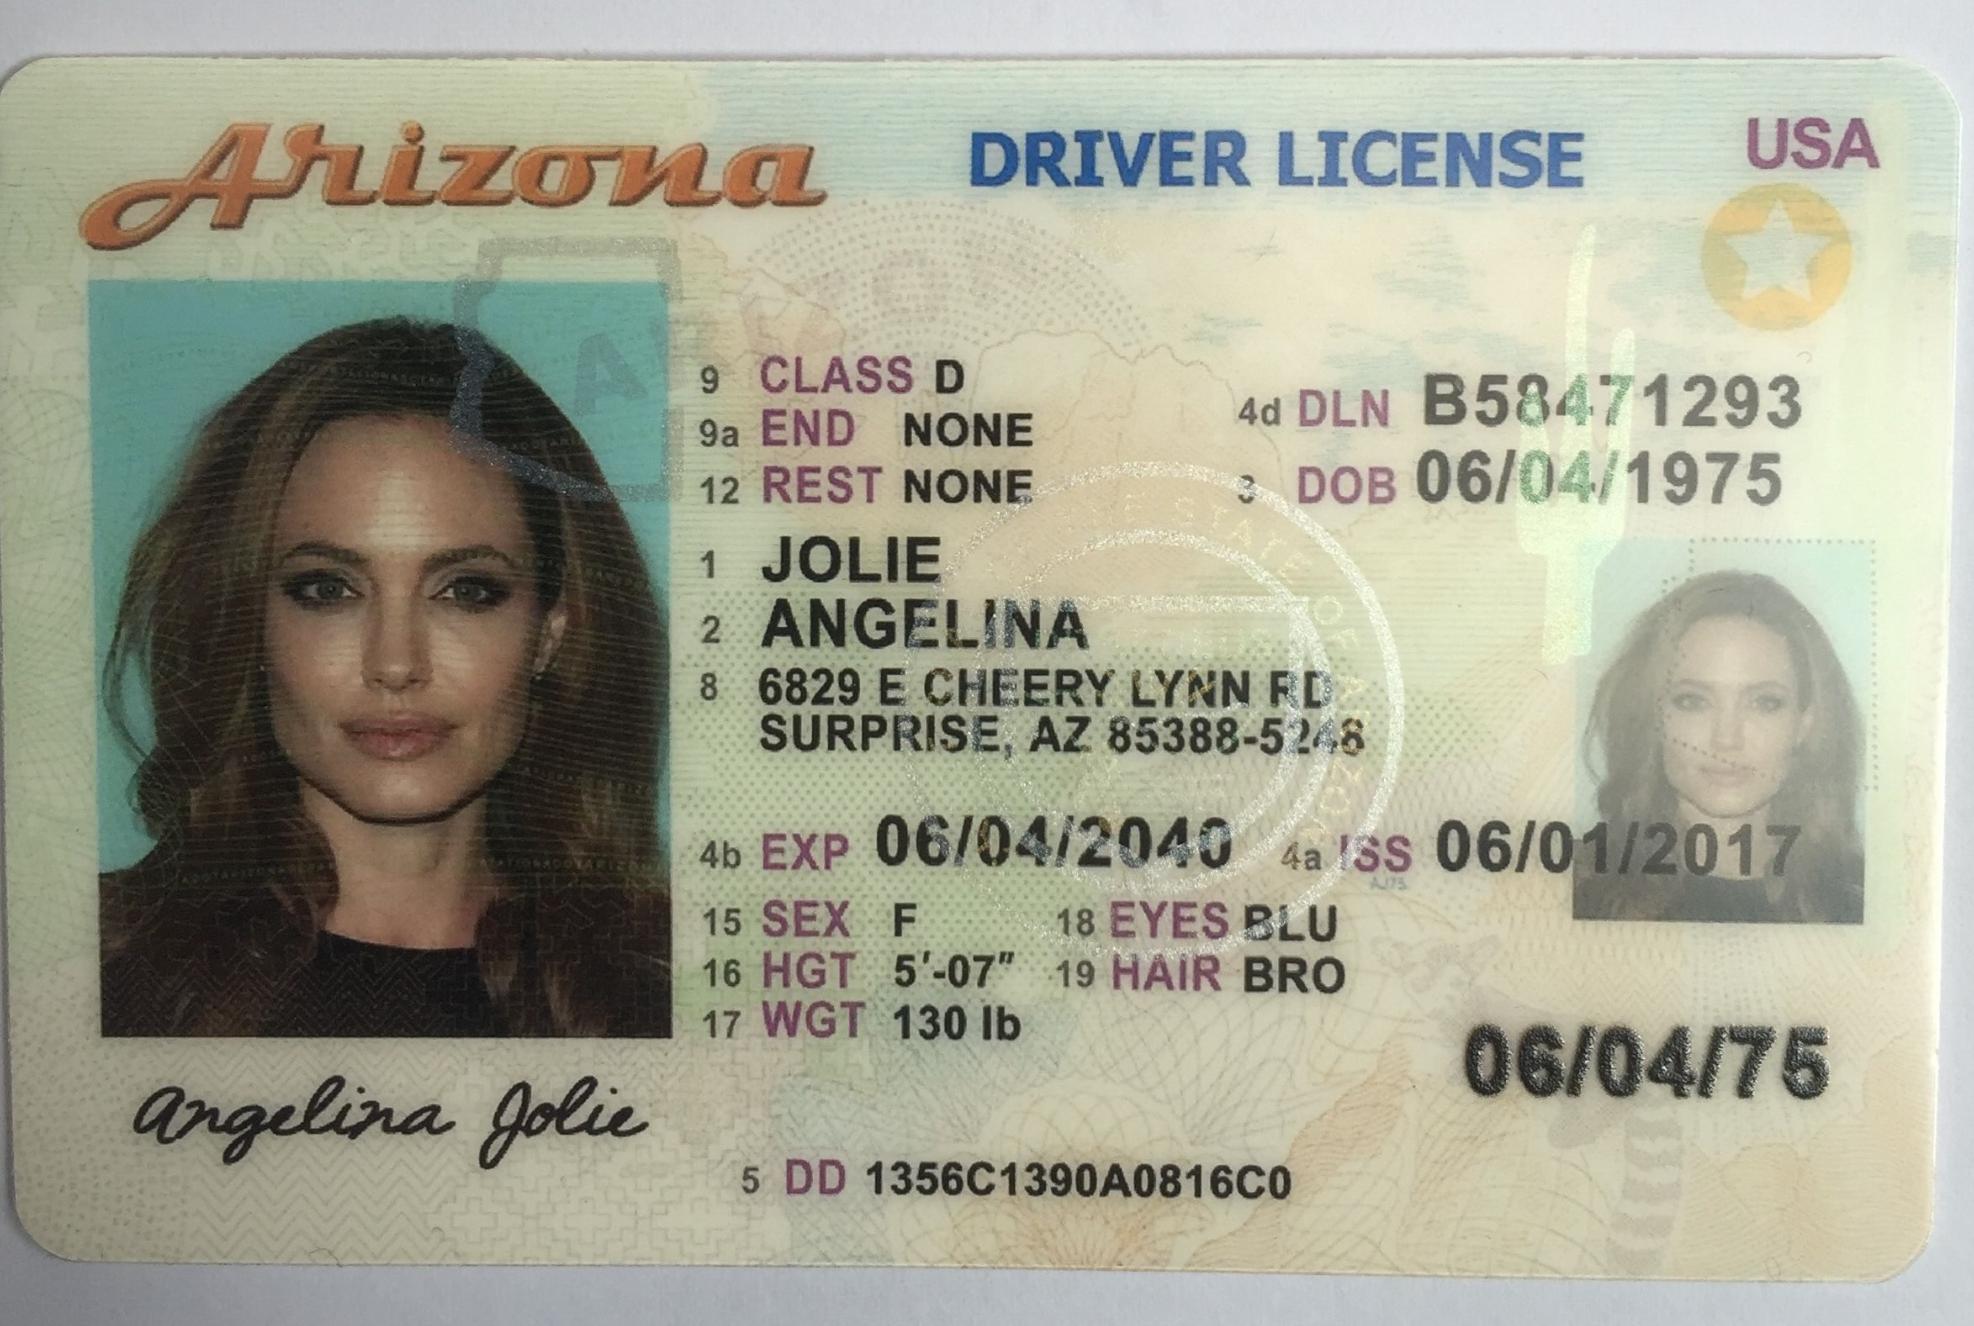 Arizona DRIVER LICENSE USA
9 CLASS D
9a END NONE
12 REST NONE
4d DLN B58471293
3 DOB 06/04/1975
1 JOLIE
2 ANGELINA
8 6829 E CHEERY LYNN RD
SURPRISE, AZ 85388-5248
4b EXP 06/04/2040 4a ISS 06/01/2017
15 SEX F 18 EYES BLU
16 HGT 5'-07" 19 HAIR BRO
17 WGT 130 lb
06/04/75
Angelina Jolie
5 DD 1356C1390A0816C0